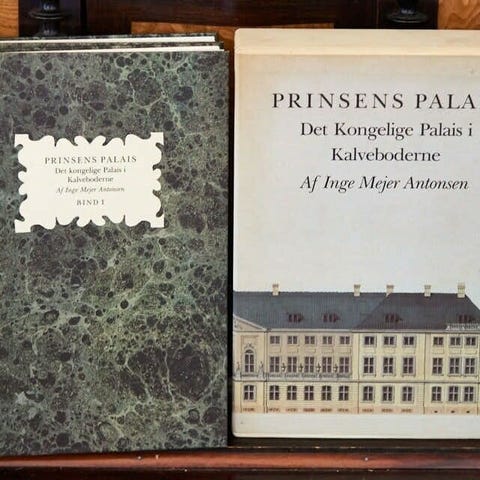 PRINSENS PALAIS
Det Kongelige Palais i
Kalveboderne
Af Inge Mejer Antonsen
BIND I
PRINSENS PALAI
Det Kongelige Palais i
Kalveboderne
Af Inge Mejer Antonsen